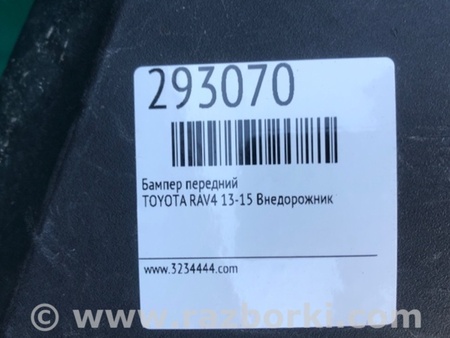 293070
Бампер передний
TOYOTA RAV4 13-15 Внедорожник
www.3234444.com
© www.razborki.com